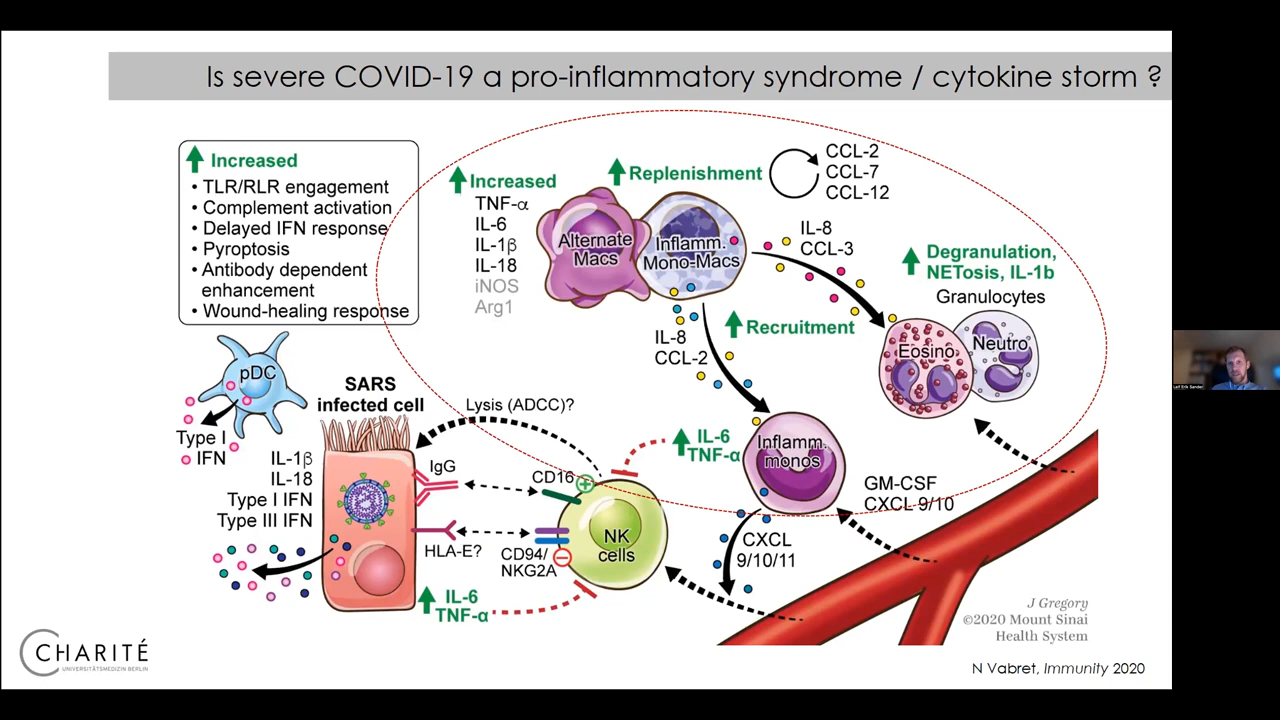 Is severe COVID-19 a pro-inflammatory syndrome / cytokine storm ?
Increased
• TLR/RLR engagement
• Complement activation
• Delayed IFN response
• Pyroptosis
• Antibody dependent
enhancement
• Wound-healing response
Increased
TNF-α
IL-6
IL-1β
IL-18
iNOS
Arg1
Replenishment
CCL-2
CCL-7
CCL-12
Alternate
Macs
Inflamm.
Mono-Macs
IL-8
CCL-3
Degranulation,
NETosis, IL-1b
Granulocytes
Eosino
Neutro
Recruitment
IL-8
CCL-2
pDC
Type I
IFN
SARS
infected cell
Lysis (ADCC)?
IL-6
TNF-α
Inflamm.
monos
GM-CSF
CXCL 9/10
IL-1β
IL-18
Type I IFN
Type III IFN
IgG
CD16
HLA-E?
CD94/
NKG2A
NK
cells
CXCL
9/10/11
IL-6
TNF-α
J Gregory
©2020 Mount Sinai
Health System
CHARITÉ
UNIVERSITÄTSMEDIZIN BERLIN
N Vabret, Immunity 2020
Leif Erik Sander